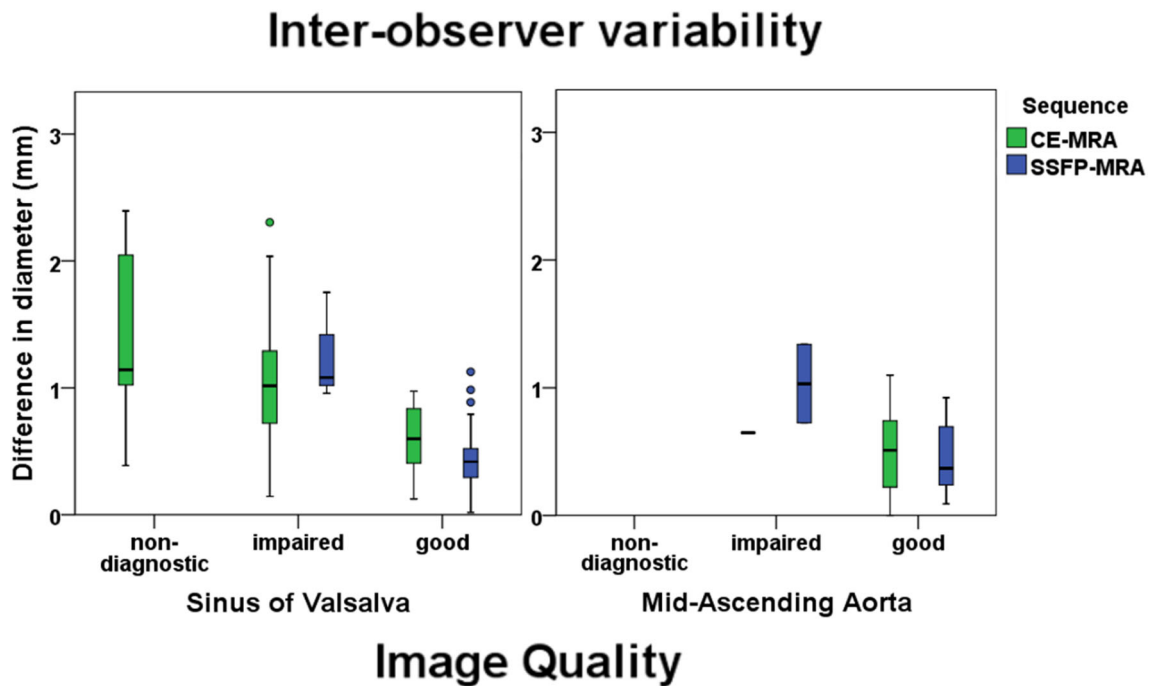 Inter-observer variability
Difference in diameter (mm)
3
2
1
0
non-
diagnostic
impaired
good
Sinus of Valsalva
3
2
1
0
non-
diagnostic
impaired
good
Mid-Ascending Aorta
Sequence
CE-MRA
SSFP-MRA
Image Quality